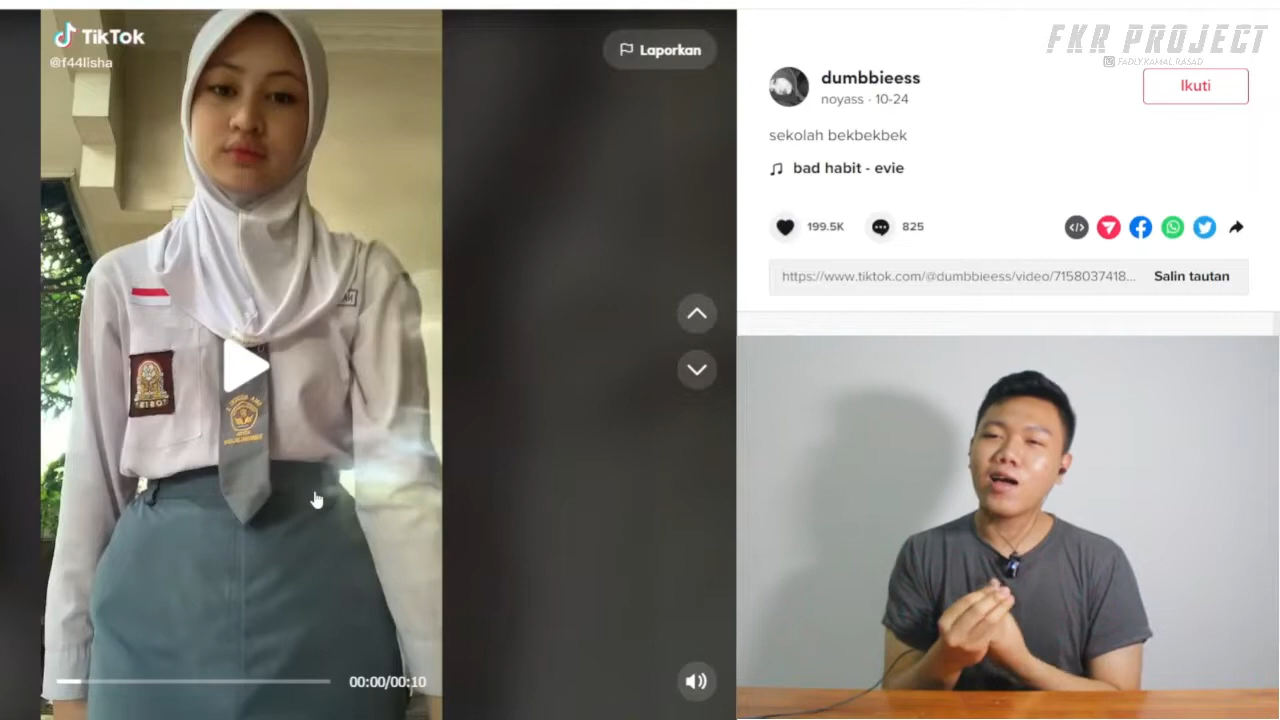 TikTok
@f44lisha
Laporkan
00:00/00:10
FKR PROJECT
FADLY.KAMAL.RASAD
dumbbieess
noyass · 10-24
Ikuti
sekolah bekbekbek
bad habit - evie
199.5K
825
https://www.tiktok.com/@dumbbieess/video/7158037418...
Salin tautan